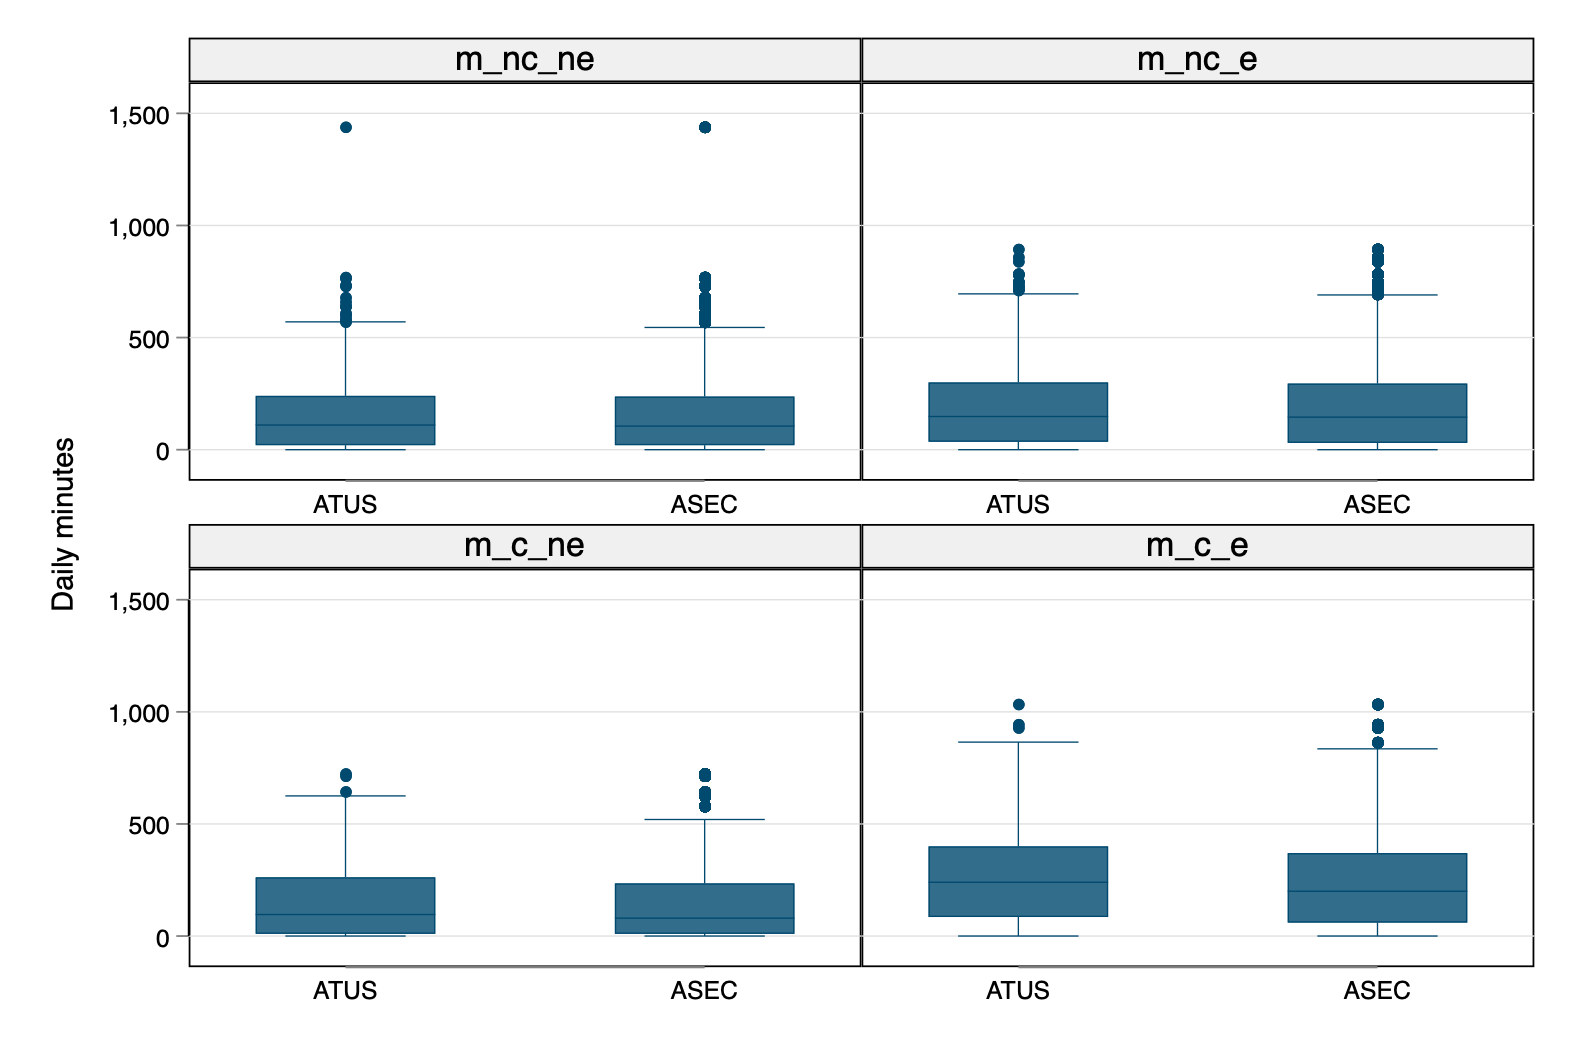 m_nc_ne
m_nc_e
1,500
1,000
500
0
ATUS
ASEC
ATUS
ASEC
Daily minutes
m_c_ne
m_c_e
1,500
1,000
500
0
ATUS
ASEC
ATUS
ASEC